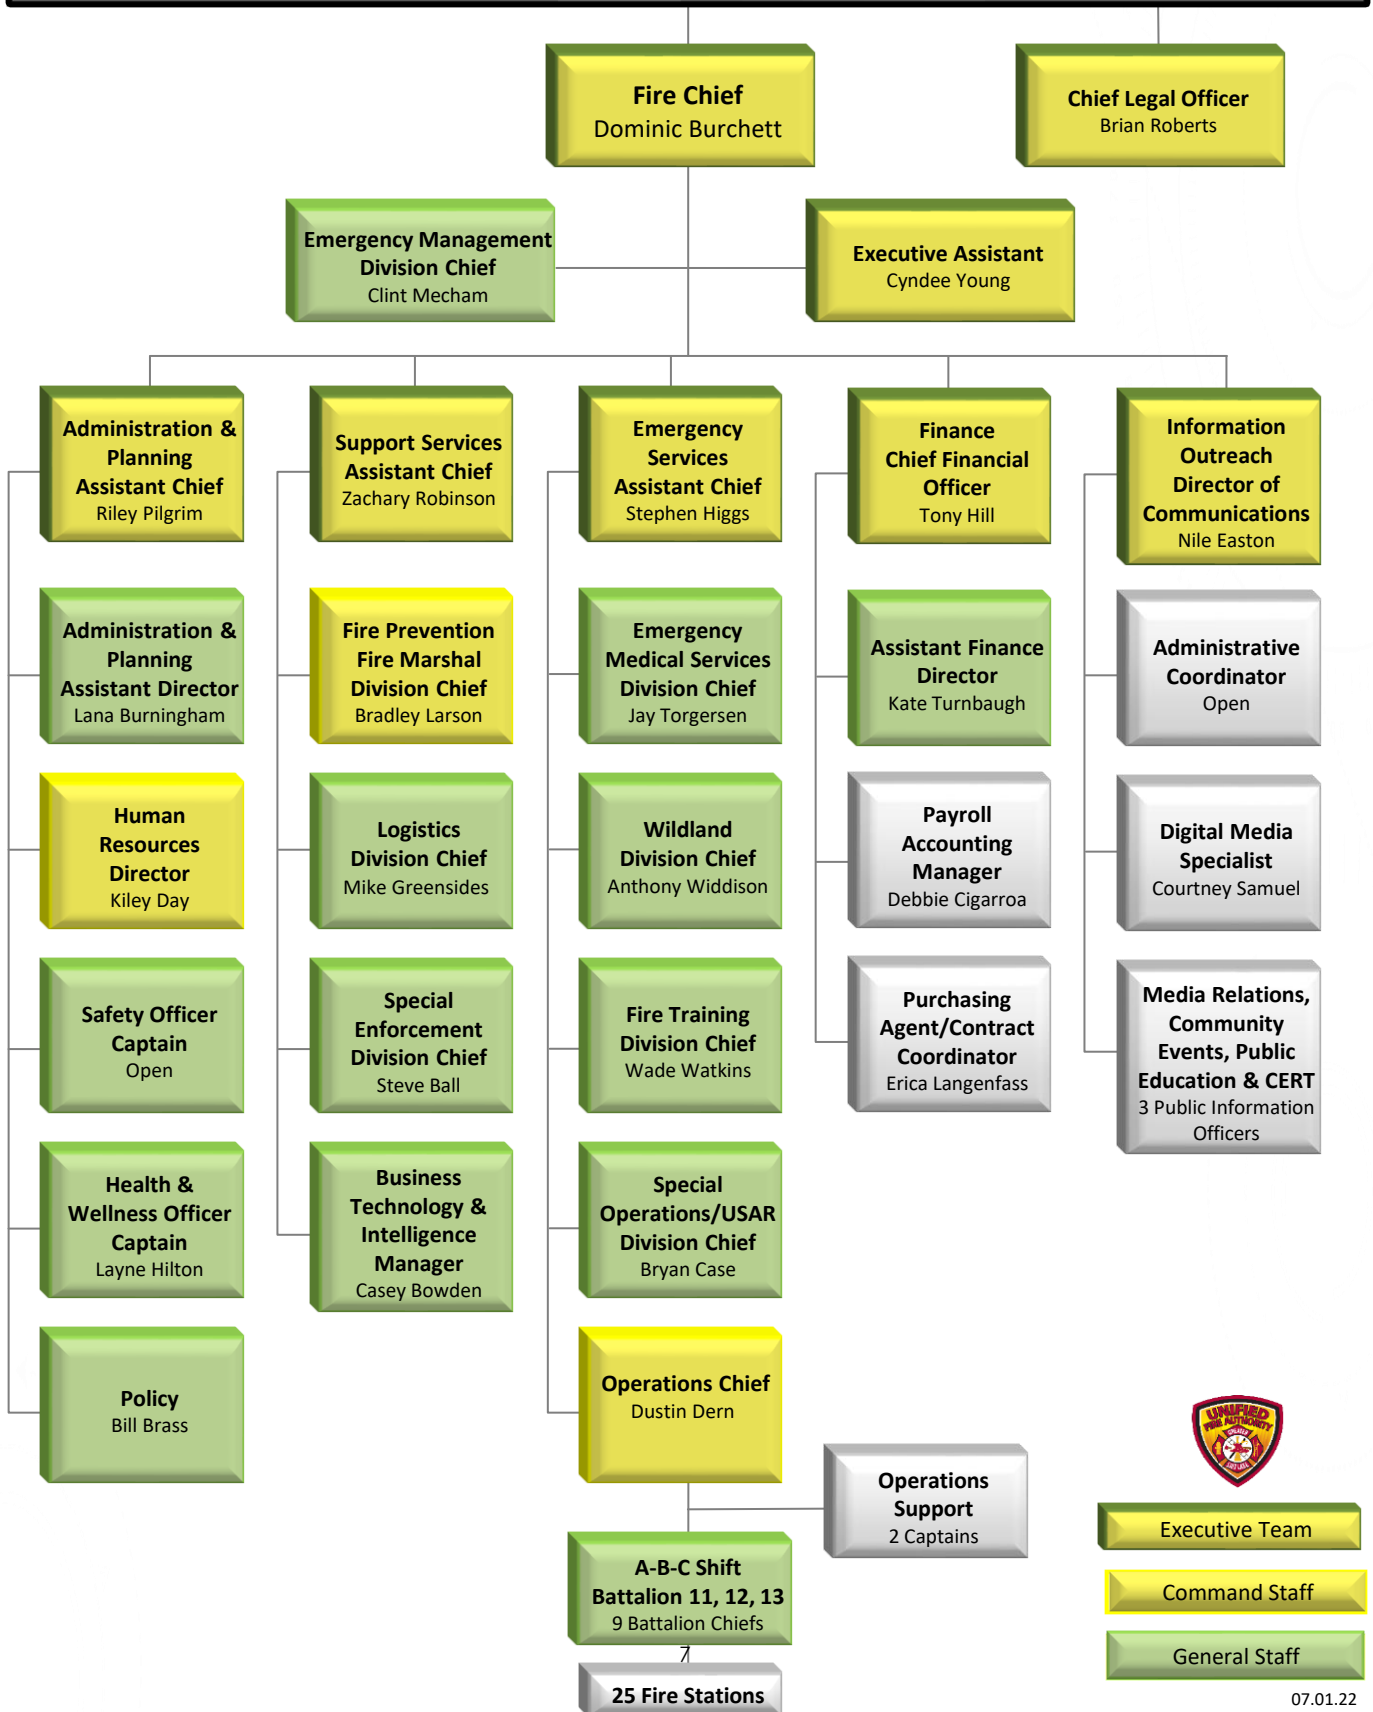 Fire Chief
Dominic Burchett
Chief Legal Officer
Brian Roberts
Emergency Management
Division Chief
Clint Mecham
Executive Assistant
Cyndee Young
Administration &
Planning
Assistant Chief
Riley Pilgrim
Support Services
Assistant Chief
Zachary Robinson
Emergency
Services
Assistant Chief
Stephen Higgs
Finance
Chief Financial
Officer
Tony Hill
Information
Outreach
Director of
Communications
Nile Easton
Administration &
Planning
Assistant Director
Lana Burningham
Fire Prevention
Fire Marshal
Division Chief
Bradley Larson
Emergency
Medical Services
Division Chief
Jay Torgersen
Assistant Finance
Director
Kate Turnbaugh
Administrative
Coordinator
Open
Human
Resources
Director
Kiley Day
Logistics
Division Chief
Mike Greensides
Wildland
Division Chief
Anthony Widdison
Payroll
Accounting
Manager
Debbie Cigarroa
Digital Media
Specialist
Courtney Samuel
Safety Officer
Captain
Open
Special
Enforcement
Division Chief
Steve Ball
Fire Training
Division Chief
Wade Watkins
Purchasing
Agent/Contract
Coordinator
Erica Langenfass
Media Relations,
Community
Events, Public
Education & CERT
3 Public Information
Officers
Health &
Wellness Officer
Captain
Layne Hilton
Business
Technology &
Intelligence
Manager
Casey Bowden
Special
Operations/USAR
Division Chief
Bryan Case
Policy
Bill Brass
Operations Chief
Dustin Dern
Operations
Support
2 Captains
A-B-C Shift
Battalion 11, 12, 13
9 Battalion Chiefs
7
25 Fire Stations
UNIFIED
FIRE AUTHORITY
GREATER
SALT LAKE
Executive Team
Command Staff
General Staff
07.01.22